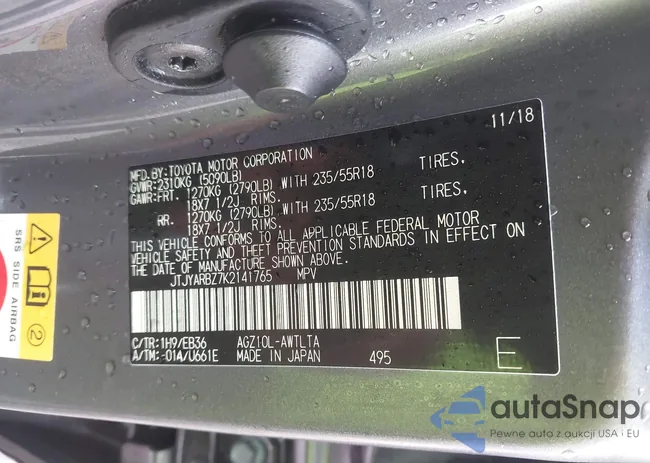 11/18
MFD.BY:TOYOTA MOTOR CORPORATION
GVWR:2310KG (5090LB)
GAWR:FRT. 1270KG (2790LB) WITH 235/55R18 TIRES,
18X7 1/2J RIMS.
RR. 1270KG (2790LB) WITH 235/55R18 TIRES,
18X7 1/2J RIMS.
THIS VEHICLE CONFORMS TO ALL APPLICABLE FEDERAL MOTOR
VEHICLE SAFETY AND THEFT PREVENTION STANDARDS IN EFFECT ON
THE DATE OF MANUFACTURE SHOWN ABOVE.
JTJYARBZ7K2141765 MPV
C/TR:1H9/EB36 AGZ10L-AWTLTA
A/TM:-01A/U661E MADE IN JAPAN 495 E
SRS SIDE AIRBAG
2
autaSnap
Pewne auto z aukcji USA i EU